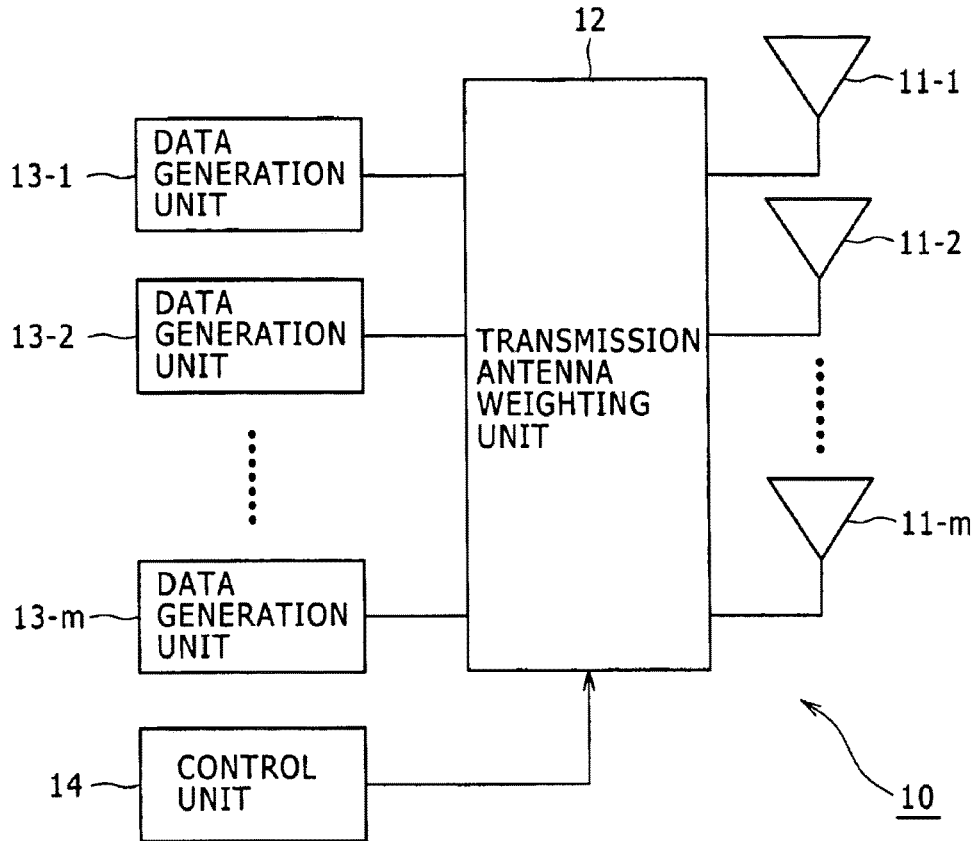 12
11-1
DATA
GENERATION
UNIT
13-1
11-2
DATA
GENERATION
UNIT
13-2
TRANSMISSION
ANTENNA
WEIGHTING
UNIT
11-m
DATA
GENERATION
UNIT
13-m
CONTROL
UNIT
14
10